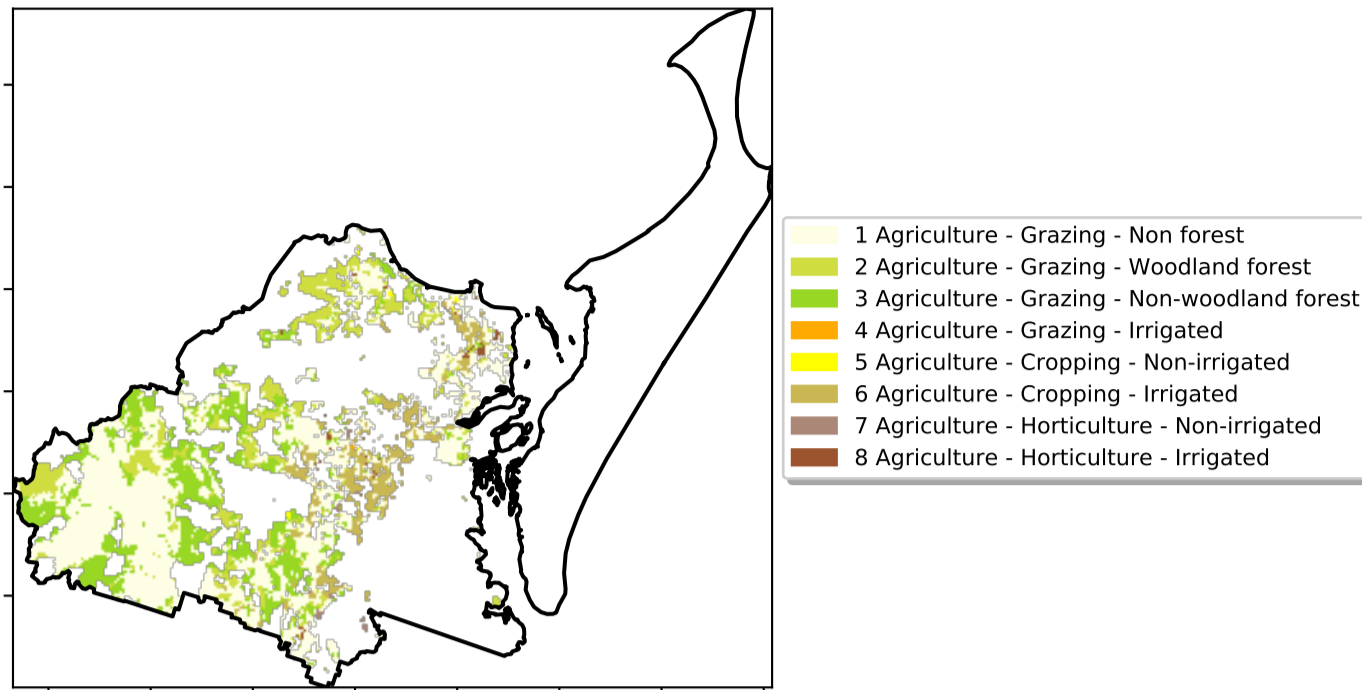 1 Agriculture - Grazing - Non forest
2 Agriculture - Grazing - Woodland forest
3 Agriculture - Grazing - Non-woodland forest
4 Agriculture - Grazing - Irrigated
5 Agriculture - Cropping - Non-irrigated
6 Agriculture - Cropping - Irrigated
7 Agriculture - Horticulture - Non-irrigated
8 Agriculture - Horticulture - Irrigated